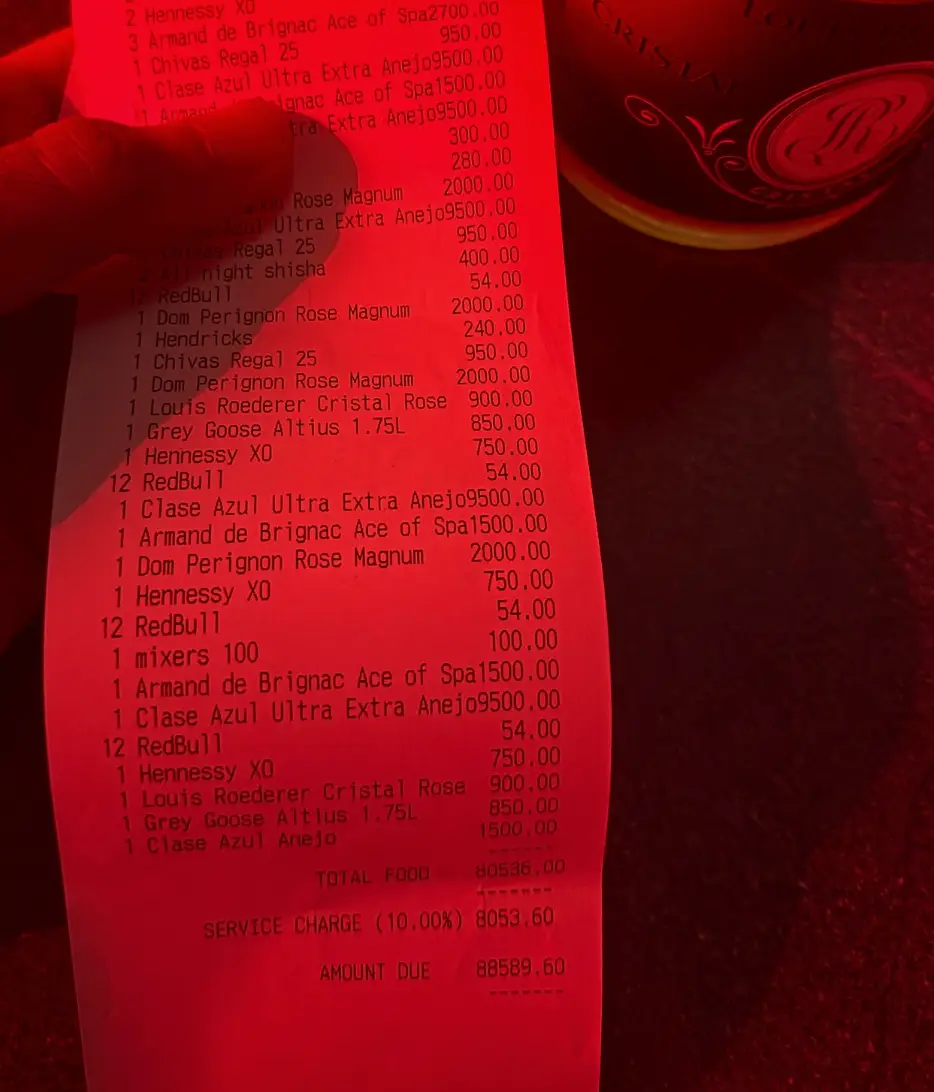 2 Hennessy XO
3 Armand de Brignac Ace of Spa2700.00
1 Chivas Regal 25 950.00
1 Clase Azul Ultra Extra Anejo9500.00
Armand ignac Ace of Spa1500.00
tra Extra Anejo9500.00
300.00
280.00
Rose Magnum 2000.00
Ultra Extra Anejo9500.00
Chivas Regal 25 950.00
All night shisha 400.00
12 RedBull 54.00
1 Dom Perignon Rose Magnum 2000.00
1 Hendricks 240.00
1 Chivas Regal 25 950.00
1 Dom Perignon Rose Magnum 2000.00
1 Louis Roederer Cristal Rose 900.00
1 Grey Goose Altius 1.75L 850.00
1 Hennessy XO 750.00
12 RedBull 54.00
1 Clase Azul Ultra Extra Anejo9500.00
1 Armand de Brignac Ace of Spa1500.00
1 Dom Perignon Rose Magnum 2000.00
1 Hennessy XO 750.00
12 RedBull 54.00
1 mixers 100 100.00
1 Armand de Brignac Ace of Spa1500.00
1 Clase Azul Ultra Extra Anejo9500.00
12 RedBull 54.00
1 Hennessy XO 750.00
1 Louis Roederer Cristal Rose 900.00
1 Grey Goose Altius 1.75L 850.00
1 Clase Azul Anejo 1500.00
TOTAL FOOD 80536.00
SERVICE CHARGE (10.00%) 8053.60
AMOUNT DUE 88589.60
CRISTAL